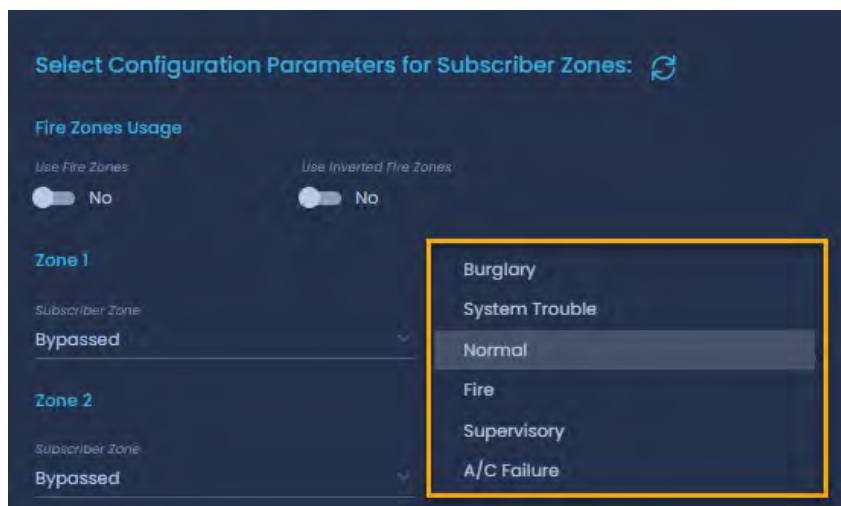 Select Configuration Parameters for Subscriber Zones:
Fire Zones Usage
Use Fire Zones
Use Inverted Fire Zones
No
No
Zone 1
Subscriber Zone
Bypassed
Zone 2
Subscriber Zone
Bypassed
Burglary
System Trouble
Normal
Fire
Supervisory
A/C Failure